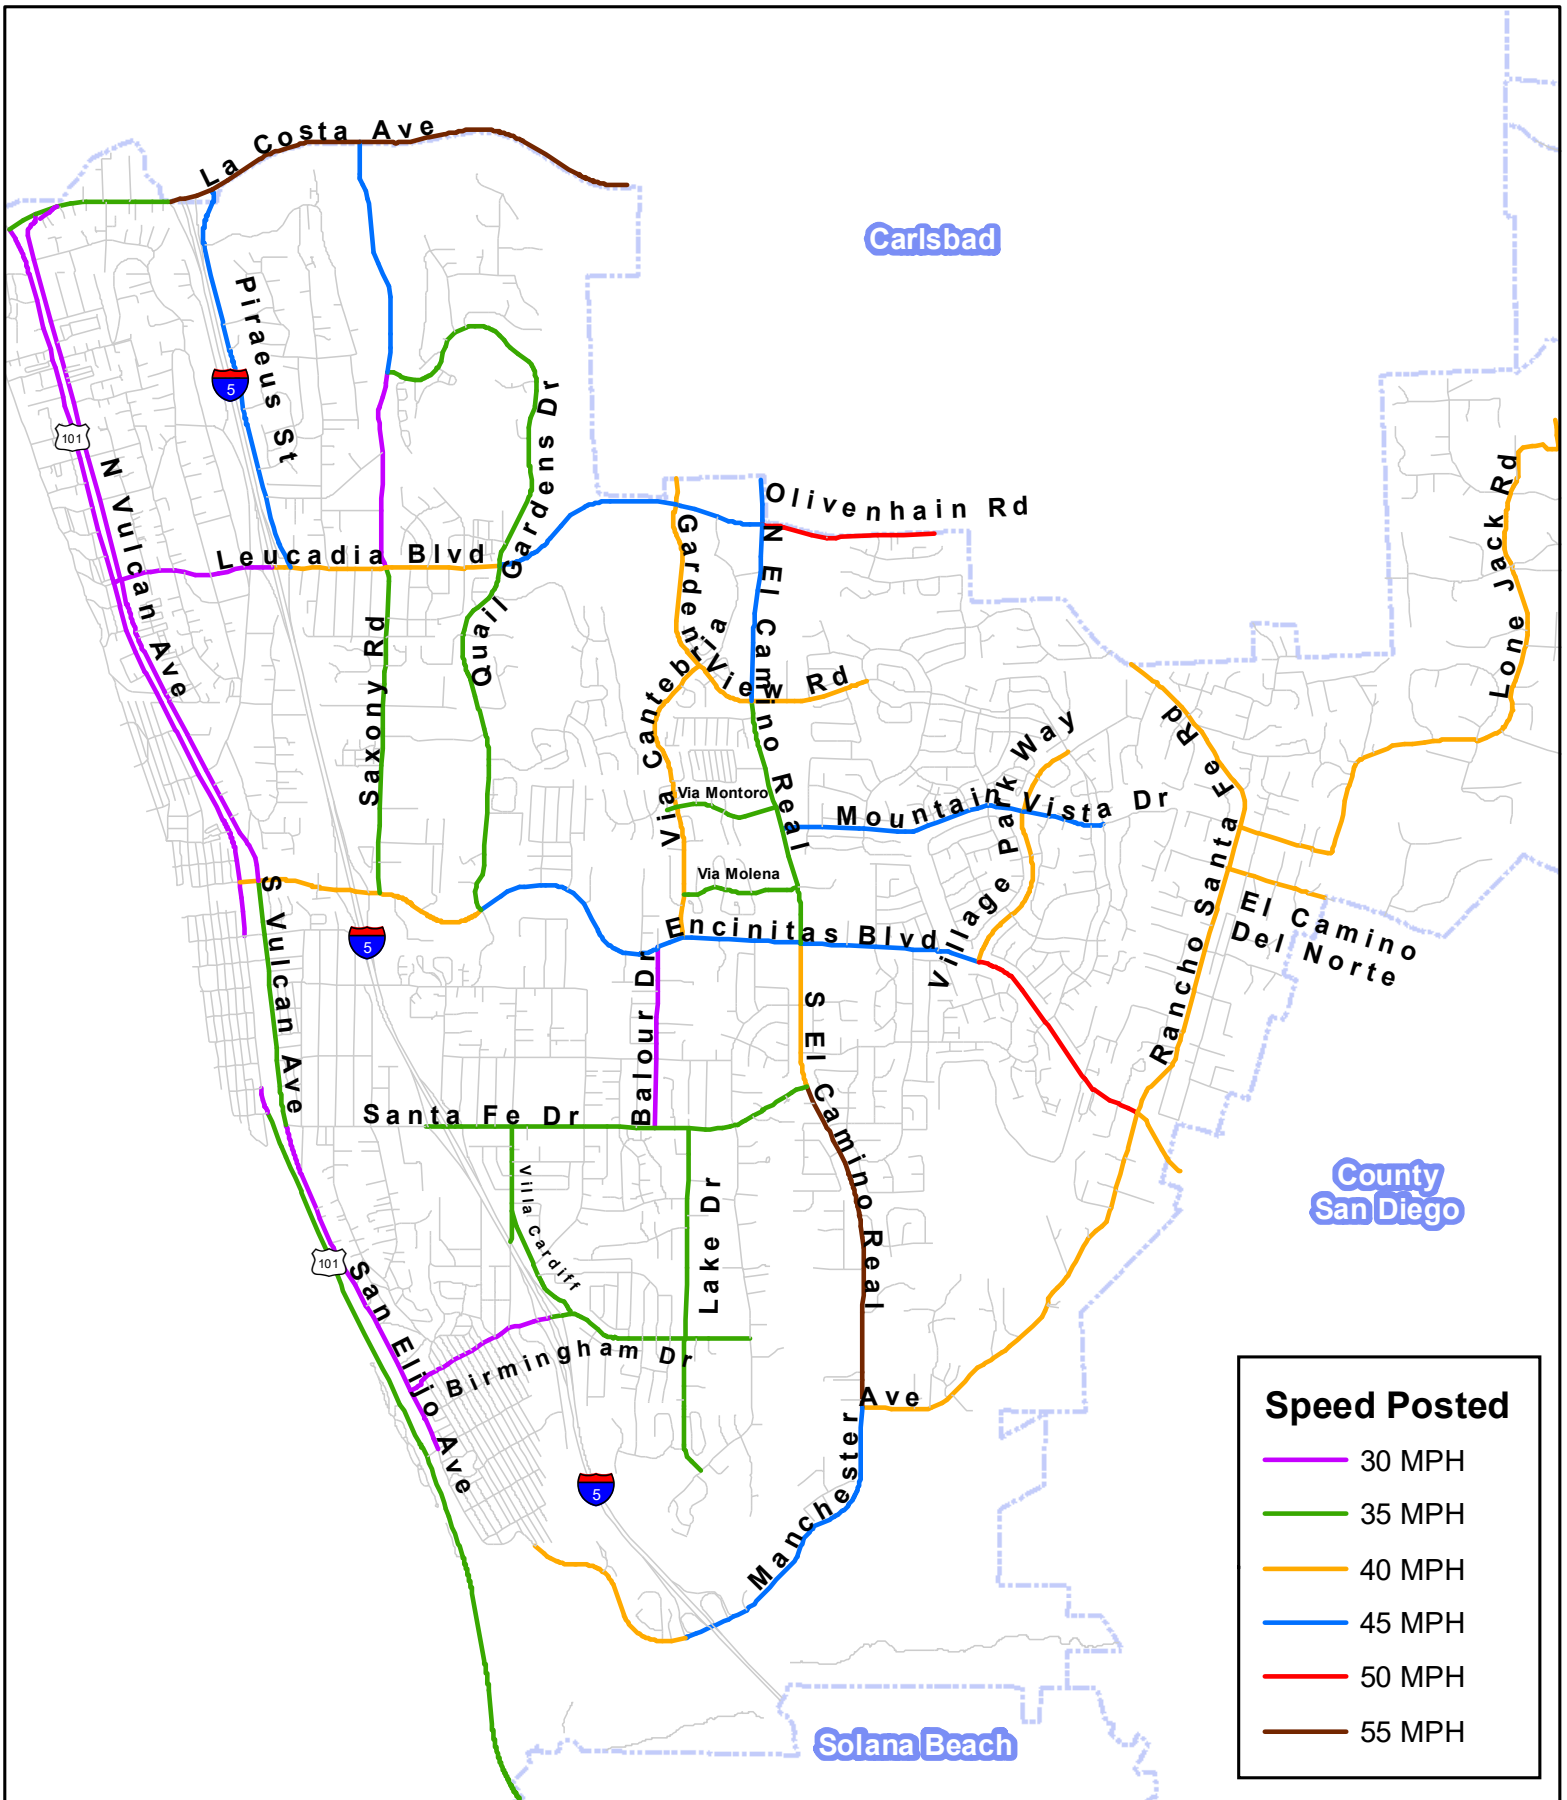 La Costa Ave
Carlsbad
Piraeus St
5
101
N Vulcan Ave
Quail Gardens Dr
Leucadia Blvd
Olivenhain Rd
Garden View Rd
N El Camino Real
Lone Jack Rd
Saxony Rd
Via Cantebria
Via Montoro
Mountain Vista Dr
Village Park Way
Rancho Santa Fe Rd
Via Molena
S Vulcan Ave
5
Encinitas Blvd
El Camino
Del Norte
Balour Dr
S El Camino Real
Santa Fe Dr
Villa Cardiff
Lake Dr
County
San Diego
101
San Elijo Ave
Birmingham Dr
Manchester Ave
5
Solana Beach
Speed Posted
30 MPH
35 MPH
40 MPH
45 MPH
50 MPH
55 MPH